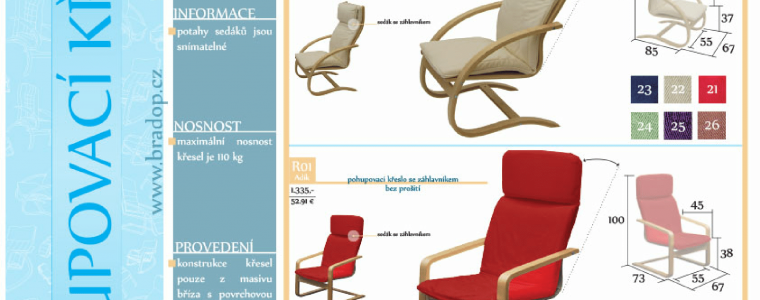 UPOVACÍ KŘ
www.bradop.cz
INFORMACE
potahy sedáků jsou
snímatelné
NOSNOST
maximální nosnost
křesel je 110 kg
PROVEDENÍ
konstrukce křesel
pouze z masivu
bříza s povrchovou
sedák se záhlavníkem
37
55
85
67
23
22
21
24
25
26
R01
Adik
1.335,-
52.91 €
pohupovací křeslo se záhlavníkem
bez prolití
sedák se záhlavníkem
45
100
38
73
55
67